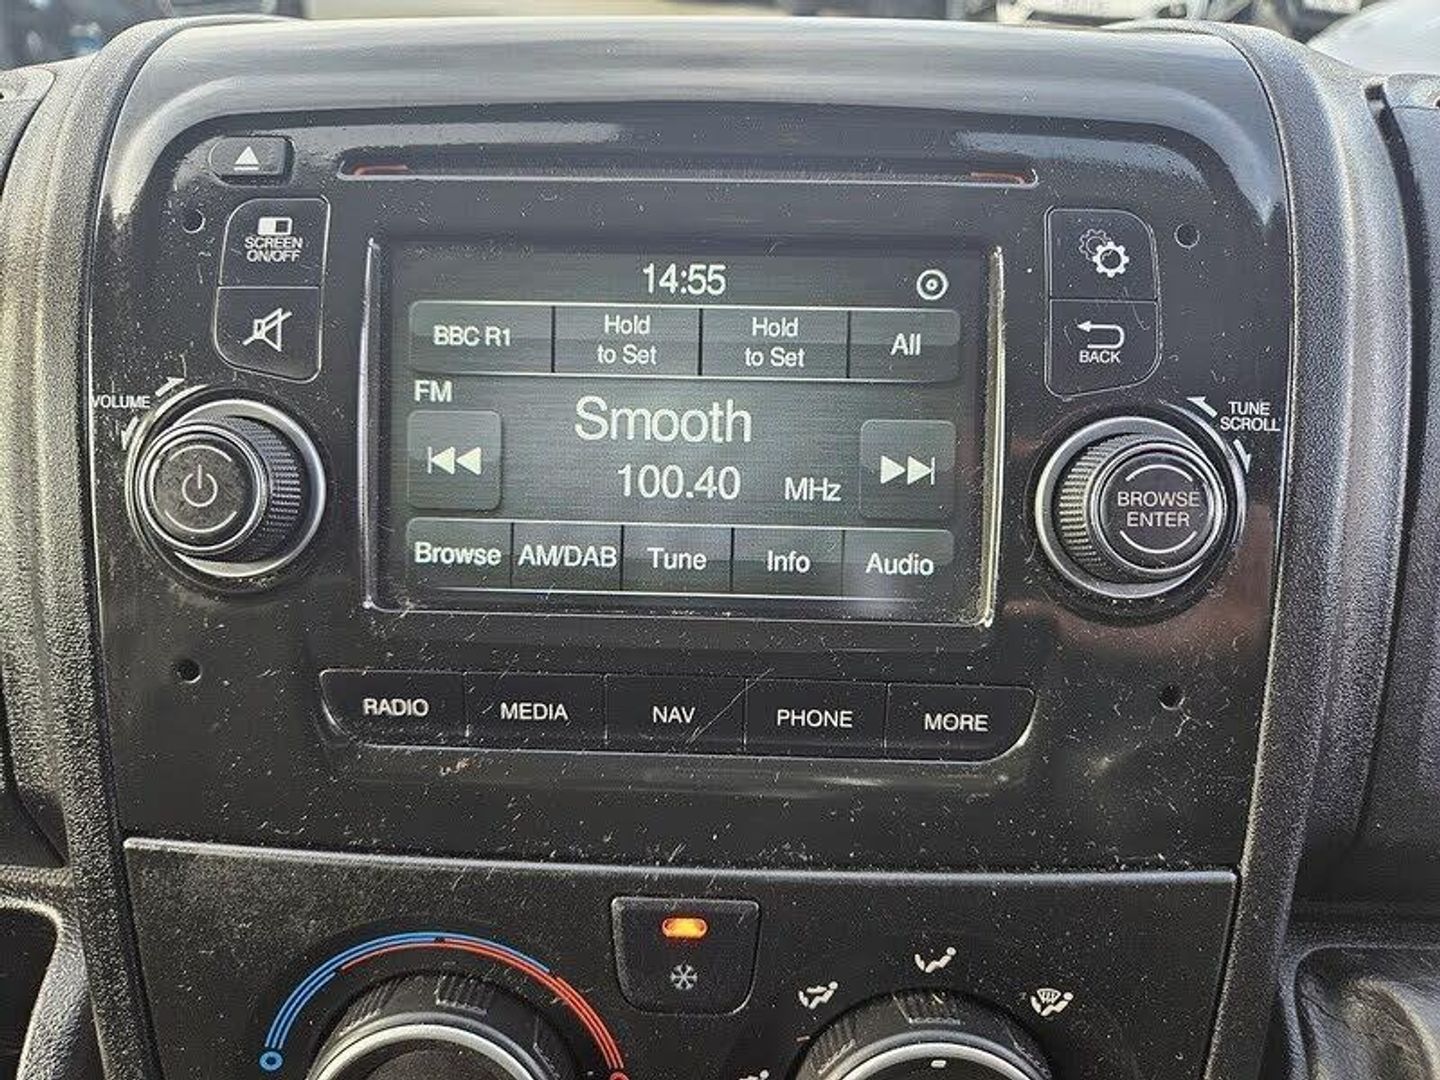 SCREEN
ON/OFF
VOLUME
14:55
BBC R1
Hold
to Set
Hold
to Set
All
FM
Smooth
100.40 MHz
Browse
AM/DAB
Tune
Info
Audio
BACK
TUNE
SCROLL
BROWSE
ENTER
RADIO
MEDIA
NAV
PHONE
MORE